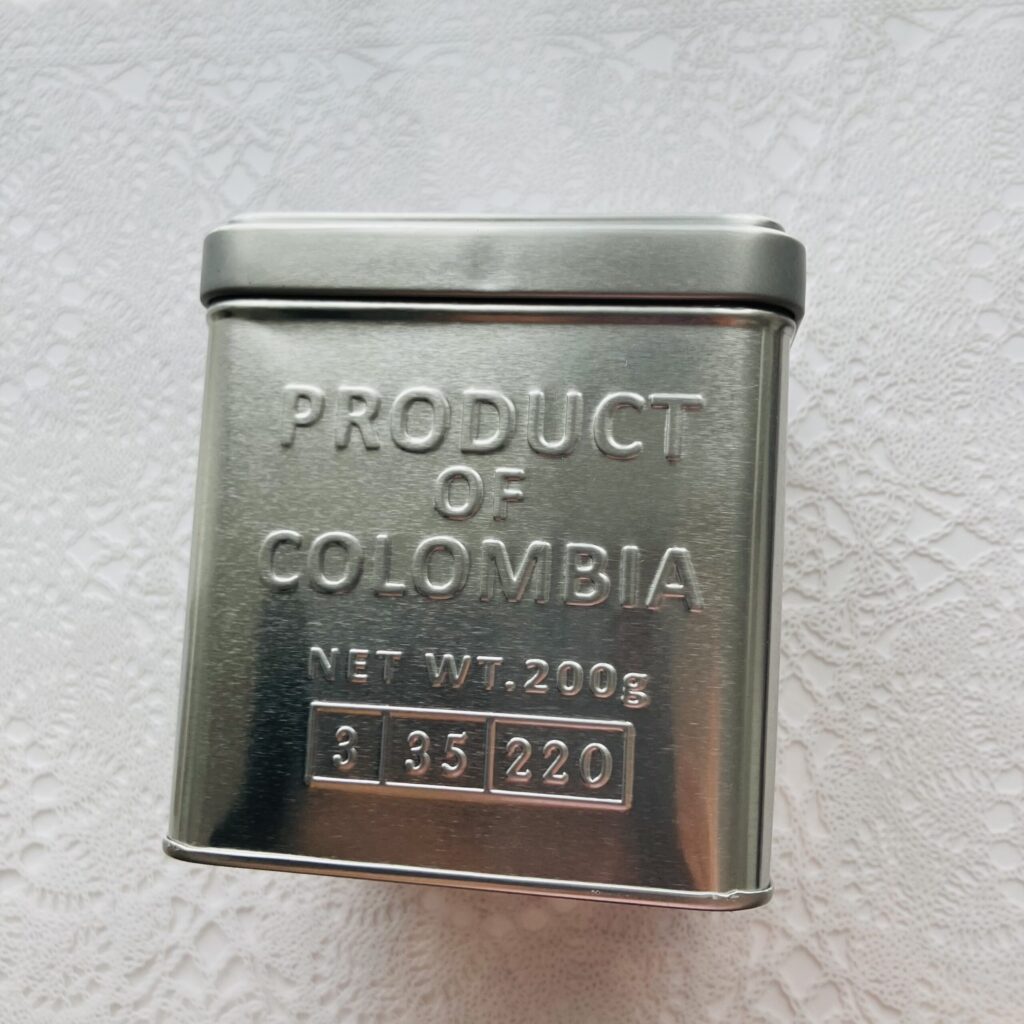 PRODUCT
OF
COLOMBIA
NET WT.200g
3 35 220